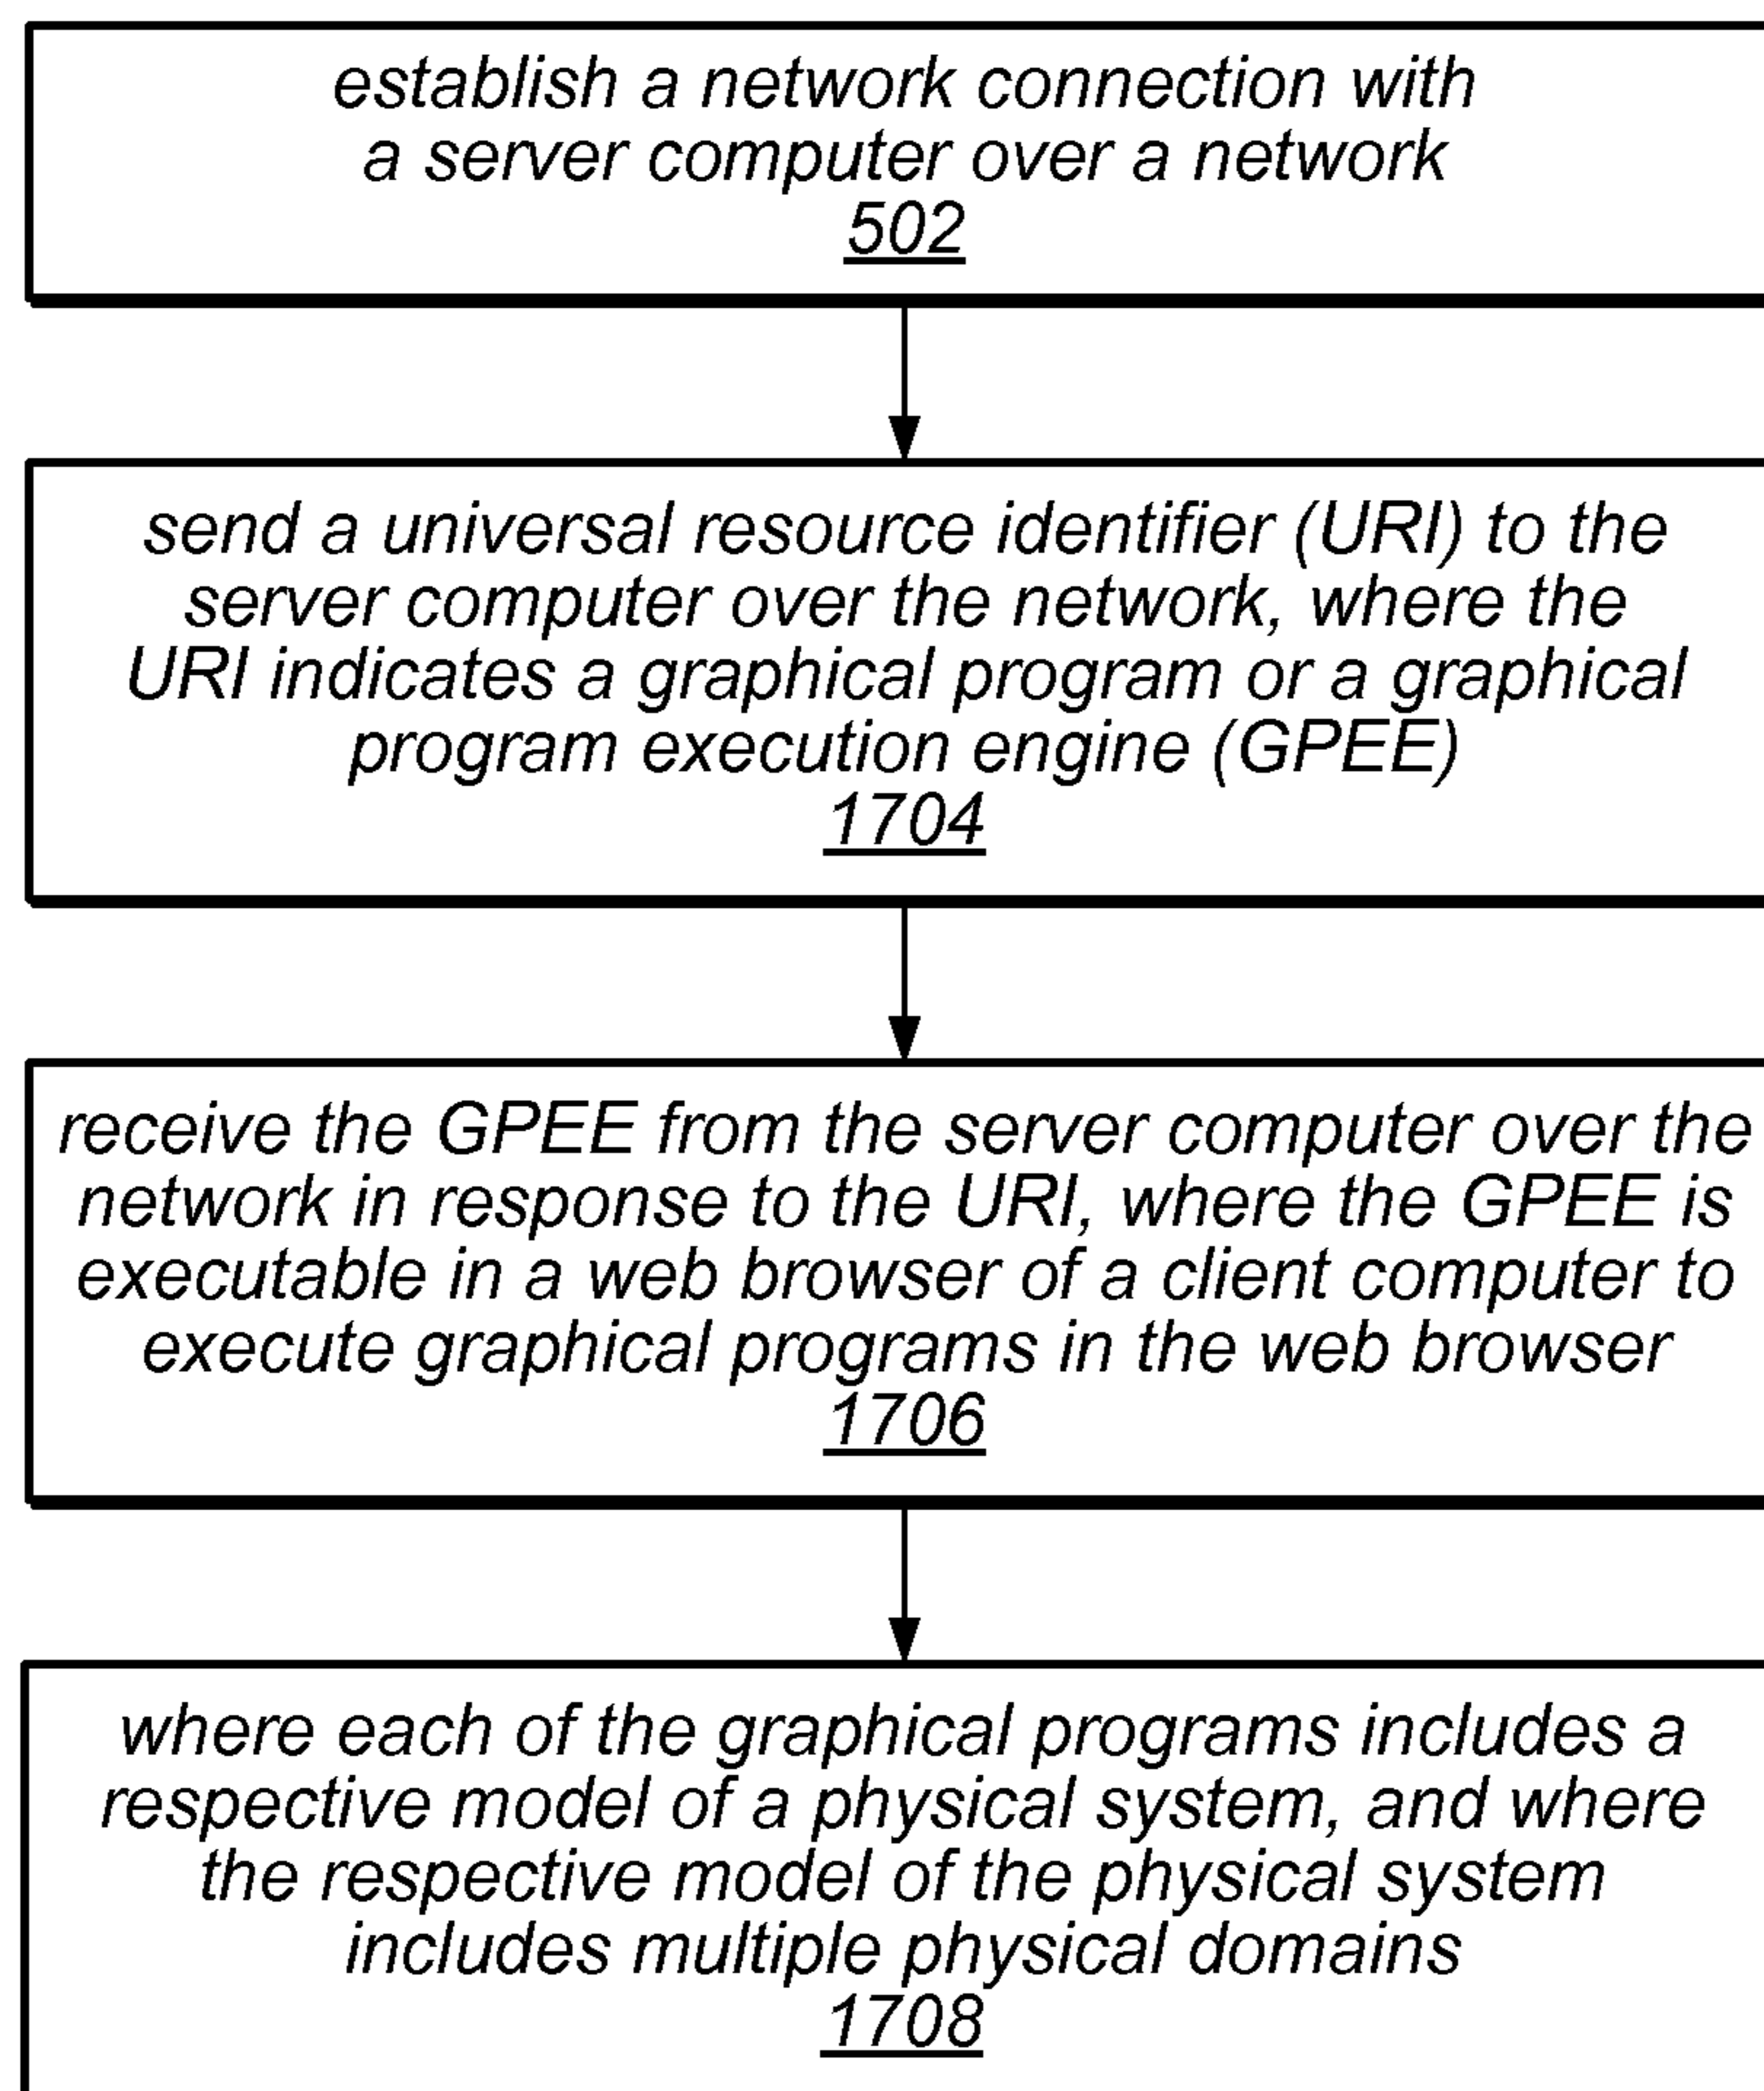 establish a network connection with
a server computer over a network
502
send a universal resource identifier (URI) to the
server computer over the network, where the
URI indicates a graphical program or a graphical
program execution engine (GPEE)
1704
receive the GPEE from the server computer over the
network in response to the URI, where the GPEE is
executable in a web browser of a client computer to
execute graphical programs in the web browser
1706
where each of the graphical programs includes a
respective model of a physical system, and where
the respective model of the physical system
includes multiple physical domains
1708